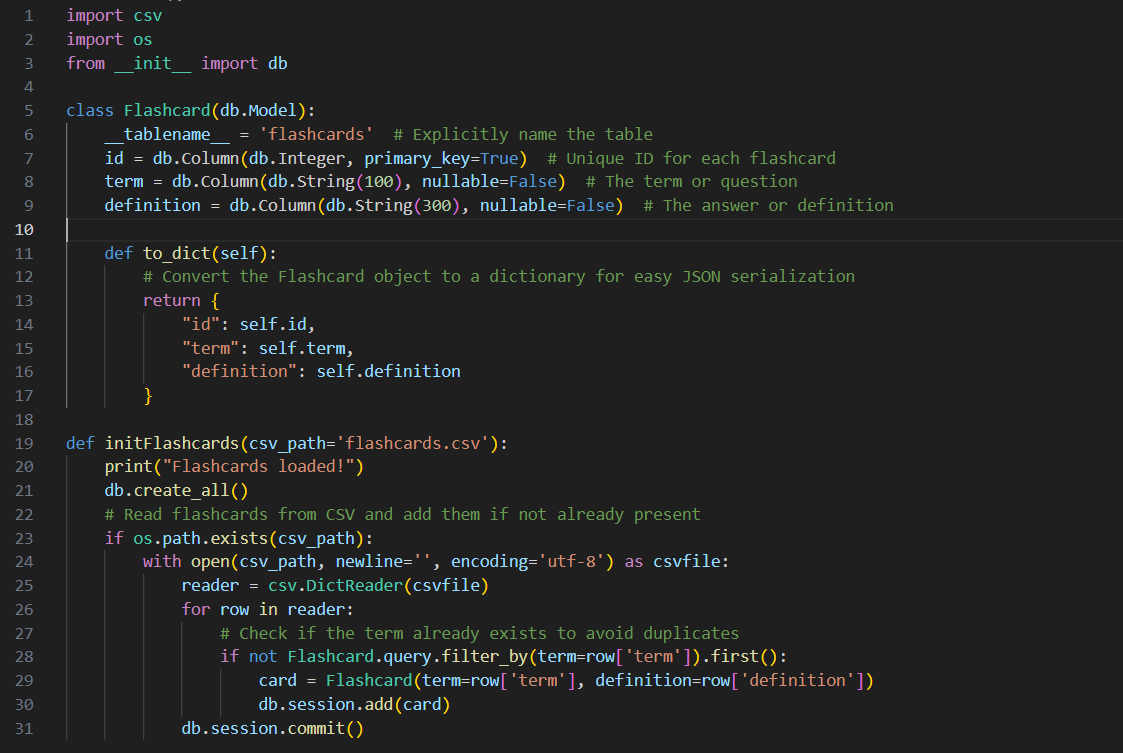 1 import csv
2 import os
3 from __init__ import db
4
5 class Flashcard(db.Model):
6     __tablename__ = 'flashcards'  # Explicitly name the table
7     id = db.Column(db.Integer, primary_key=True)  # Unique ID for each flashcard
8     term = db.Column(db.String(100), nullable=False)  # The term or question
9     definition = db.Column(db.String(300), nullable=False)  # The answer or definition
10
11     def to_dict(self):
12         # Convert the Flashcard object to a dictionary for easy JSON serialization
13         return {
14             "id": self.id,
15             "term": self.term,
16             "definition": self.definition
17         }
18
19 def initFlashcards(csv_path='flashcards.csv'):
20     print("Flashcards loaded!")
21     db.create_all()
22     # Read flashcards from CSV and add them if not already present
23     if os.path.exists(csv_path):
24         with open(csv_path, newline='', encoding='utf-8') as csvfile:
25             reader = csv.DictReader(csvfile)
26             for row in reader:
27                 # Check if the term already exists to avoid duplicates
28                 if not Flashcard.query.filter_by(term=row['term']).first():
29                     card = Flashcard(term=row['term'], definition=row['definition'])
30                     db.session.add(card)
31             db.session.commit()